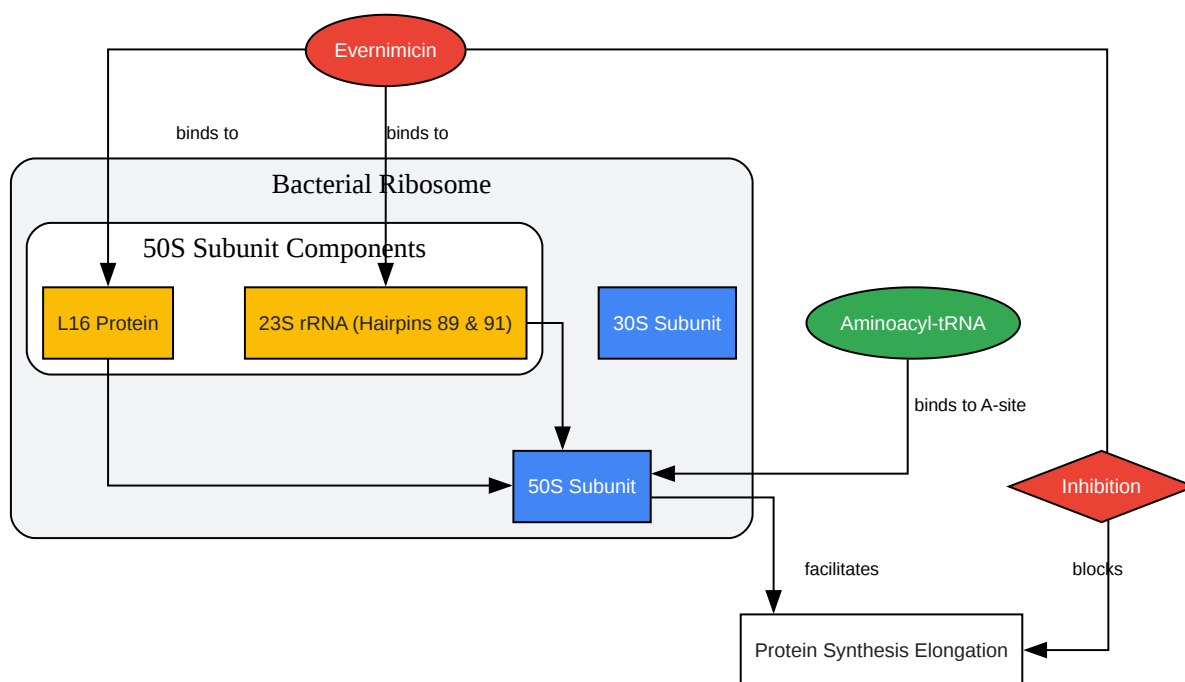 Evernimicin
binds to
binds to
Bacterial Ribosome
50S Subunit Components
L16 Protein
23S rRNA (Hairpins 89 & 91)
30S Subunit
Aminoacyl-tRNA
binds to A-site
50S Subunit
Inhibition
facilitates
blocks
Protein Synthesis Elongation